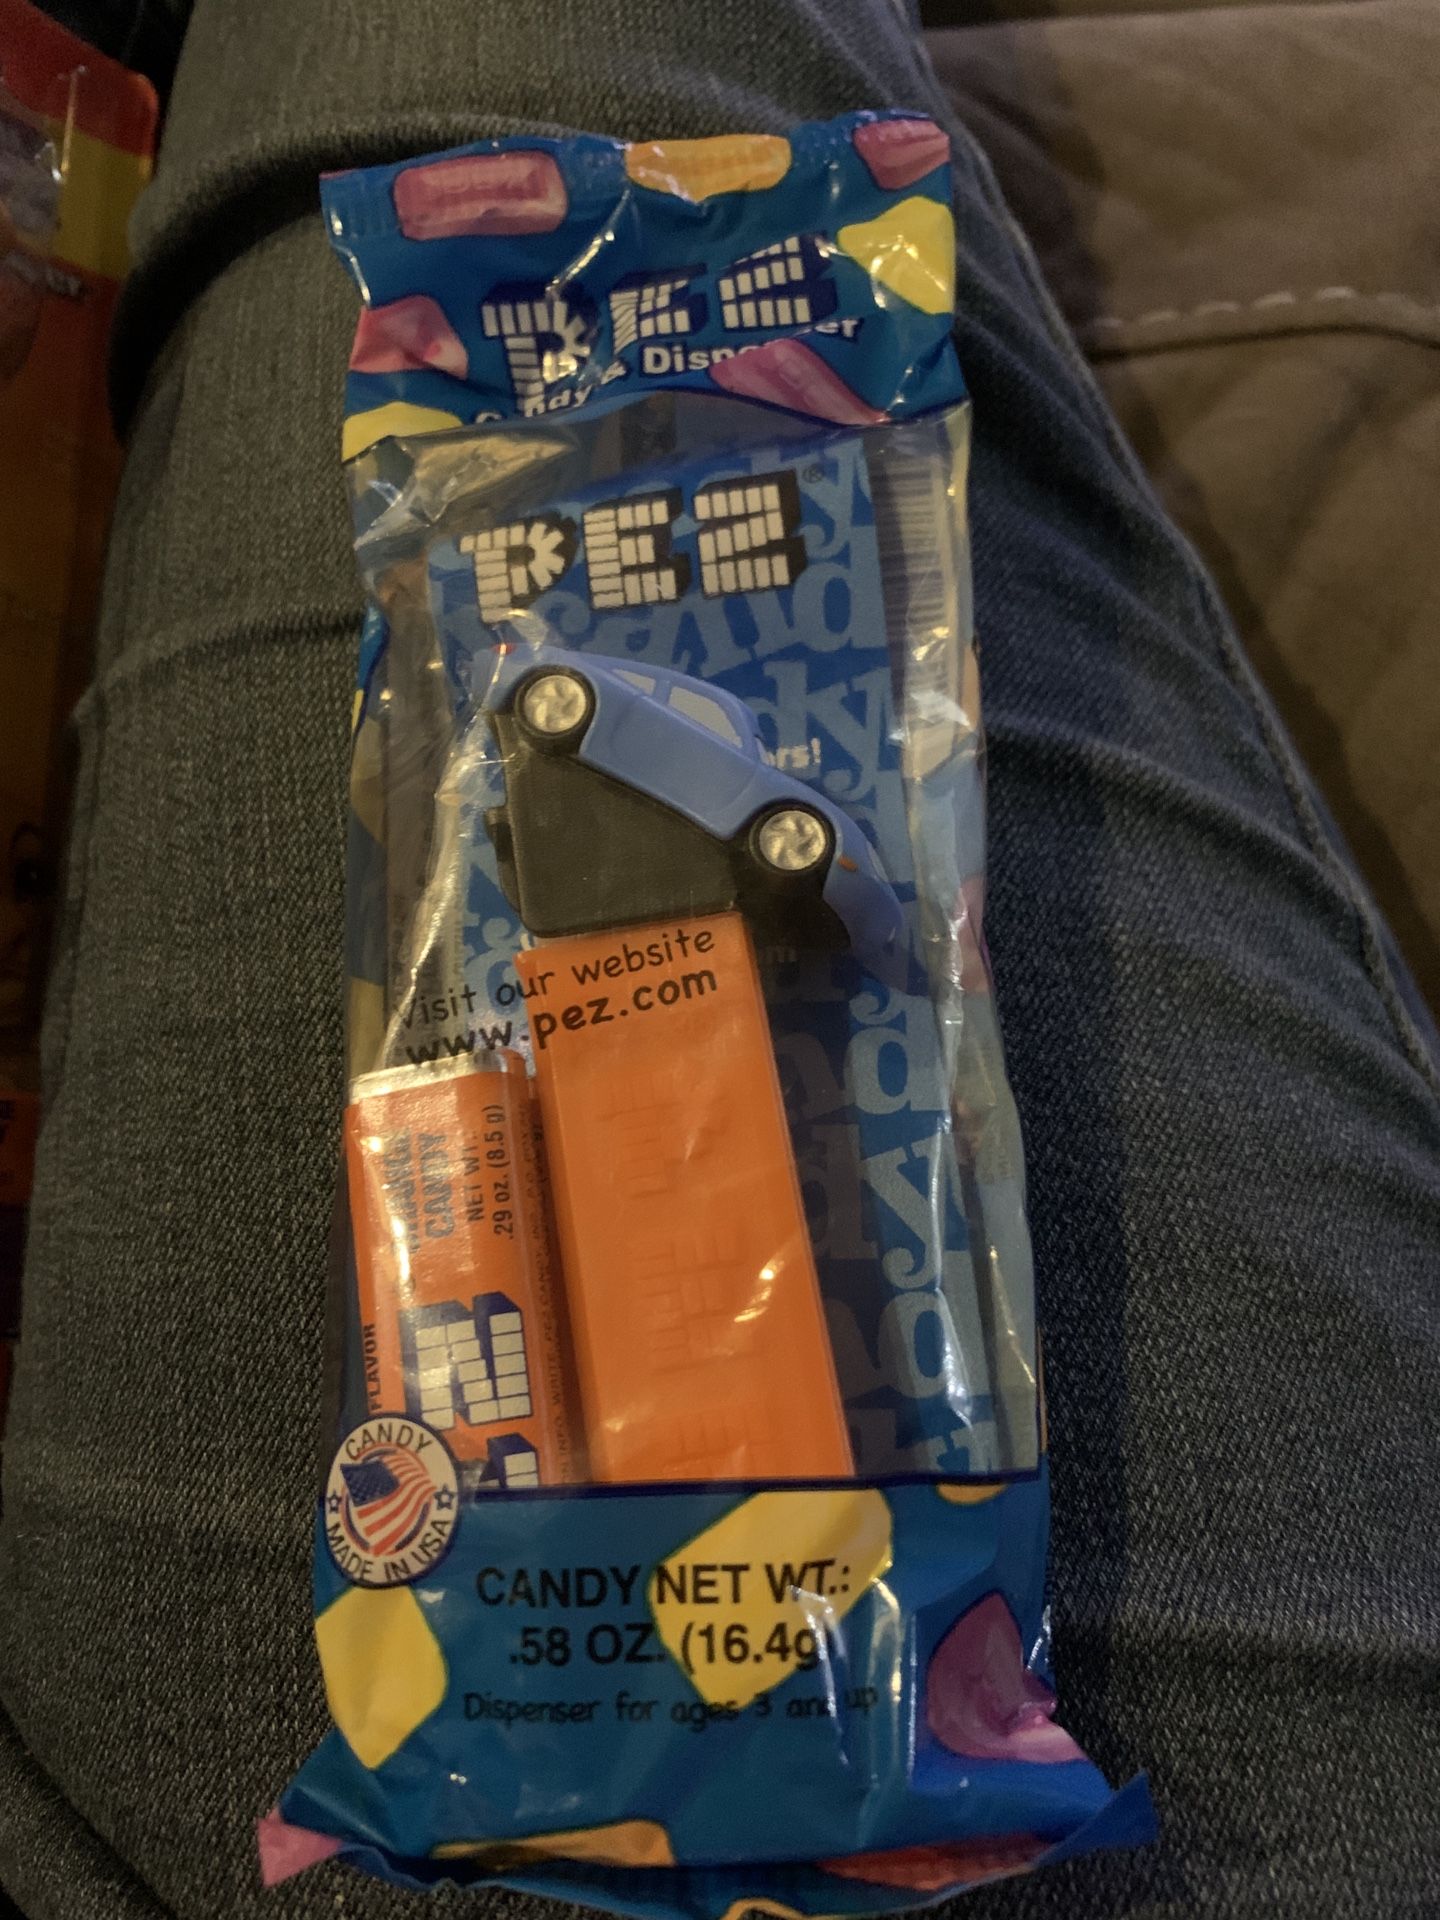 PEZ
Candy & Dispenser
PEZ®
Visit our website
www.pez.com
CANDY
NET WT.:
.29 oz. (8.5 g)
FLAVOR
CANDY
MADE IN USA
CANDY NET WT.:
.58 OZ. (16.4g)
Dispenser for ages 3 and up